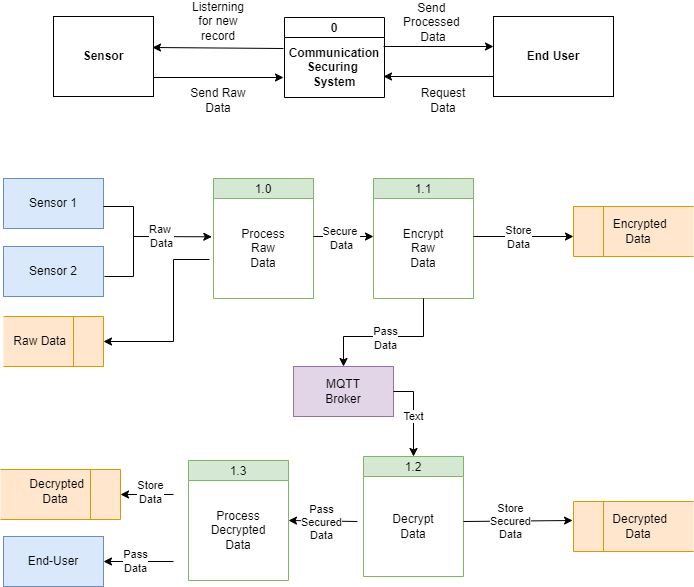 Listerning
for new
record
Send
Processed
Data
0
Sensor
Communication
Securing
System
End User
Send Raw
Data
Request
Data
1.0
1.1
Sensor 1
Raw
Data
Process
Raw
Data
Secure
Data
Encrypt
Raw
Data
Store
Data
Encrypted
Data
Sensor 2
Raw Data
Pass
Data
MQTT
Broker
Text
1.3
1.2
Decrypted
Data
Store
Data
Process
Decrypted
Data
Pass
Secured
Data
Decrypt
Data
Store
Secured
Data
Decrypted
Data
End-User
Pass
Data